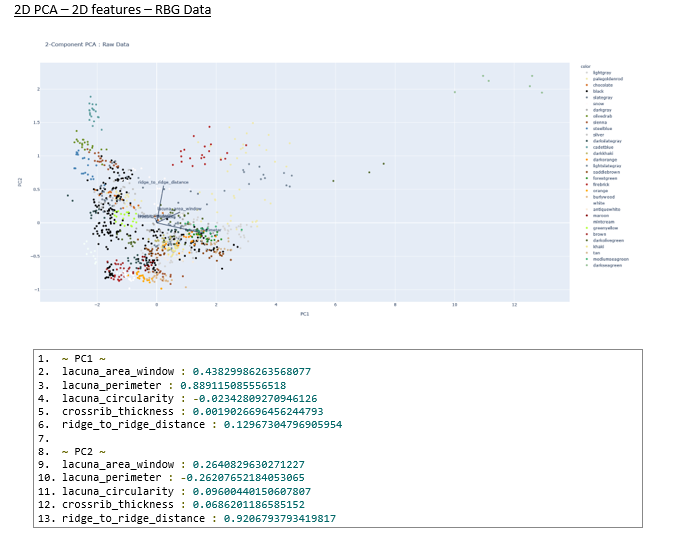 2D PCA – 2D features – RBG Data
2-Component PCA : Raw Data
color
lightgray
palegoldenrod
chocolate
black
slategray
snow
darkgray
olivedrab
sienna
steelblue
silver
darkslategray
cadetblue
darkkhaki
darkorange
lightslategray
saddlebrown
forestgreen
firebrick
orange
burlywood
white
antiquewhite
maroon
mintcream
greenyellow
brown
darkolivegreen
khaki
tan
mediumseagreen
darkseagreen
2
1.5
1
0.5
0
−0.5
−1
PC2
ridge_to_ridge_distance
lacuna_area_window
−2
0
2
4
6
8
10
12
PC1
1. ~ PC1 ~
2. lacuna_area_window : 0.43829986263568077
3. lacuna_perimeter : 0.889115085556518
4. lacuna_circularity : -0.02342809270946126
5. crossrib_thickness : 0.0019026696456244793
6. ridge_to_ridge_distance : 0.12967304796905954
7.
8. ~ PC2 ~
9. lacuna_area_window : 0.2640829630271227
10. lacuna_perimeter : -0.26207652184053065
11. lacuna_circularity : 0.09600440150607807
12. crossrib_thickness : 0.0686201186585152
13. ridge_to_ridge_distance : 0.9206793793419817